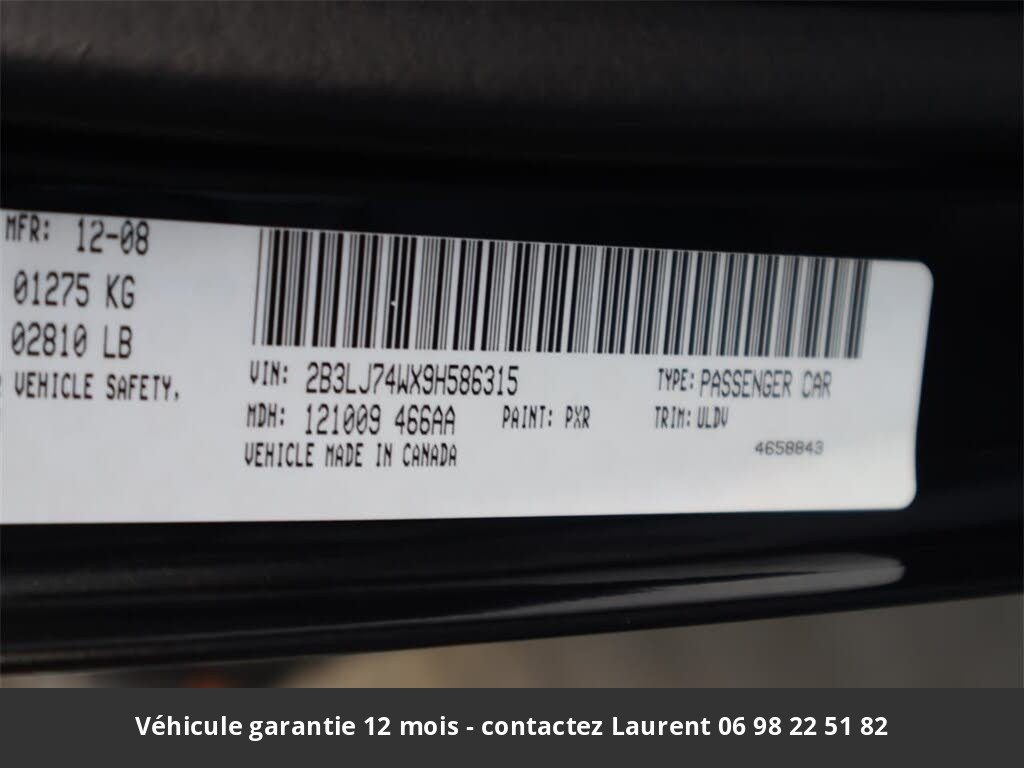 MFR: 12-08
01275 KG
02810 LB
VEHICLE SAFETY,
VIN: 2B3LJ74WX9H586315 TYPE: PASSENGER CAR
MDH: 121009 466AA PAINT: PXR TRIM: ULDV
VEHICLE MADE IN CANADA
4658843
Véhicule garantie 12 mois - contactez Laurent 06 98 22 51 82